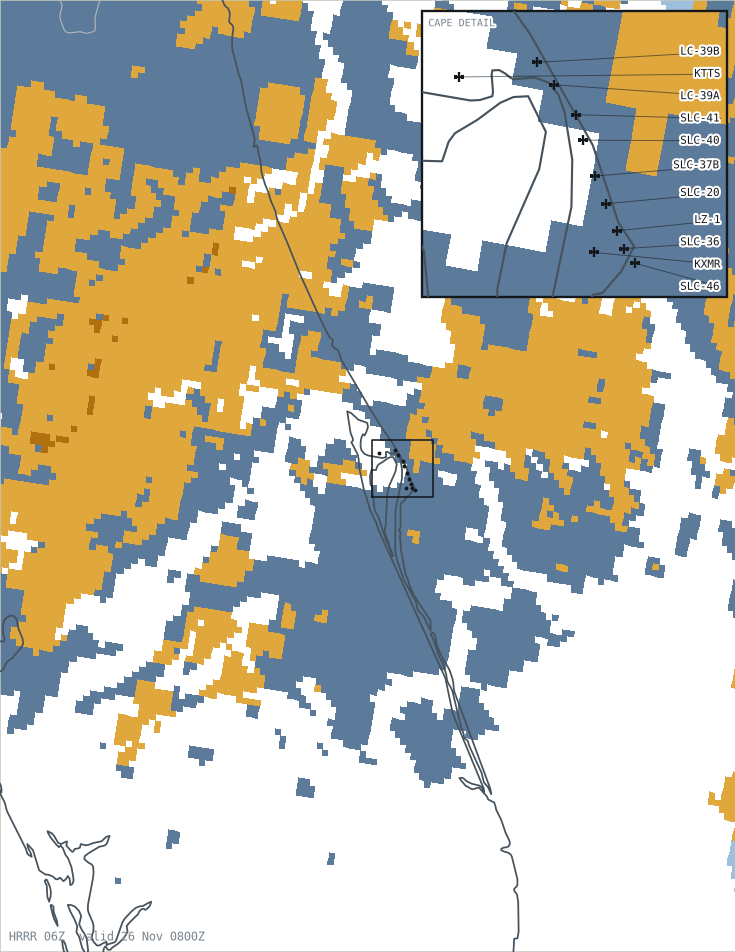 CAPE DETAIL
LC-39B
KTTS
LC-39A
SLC-41
SLC-40
SLC-37B
SLC-20
LZ-1
SLC-36
KXMR
SLC-46
HRRR 06Z valid 26 Nov 0800Z